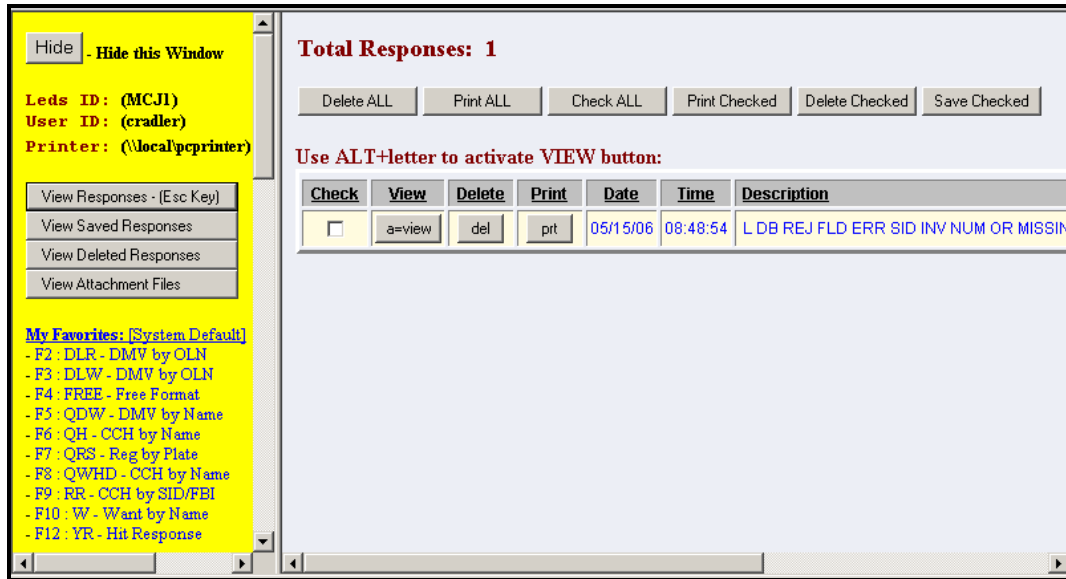 Hide - Hide this Window
Leds ID: (MCJ1)
User ID: (cradler)
Printer: (\\local\pcprinter)
View Responses - (Esc Key)
View Saved Responses
View Deleted Responses
View Attachment Files
My Favorites: [System Default]
- F2 : DLR - DMV by OLN
- F3 : DLW - DMV by OLN
- F4 : FREE - Free Format
- F5 : QDW - DMV by Name
- F6 : QH - CCH by Name
- F7 : QRS - Reg by Plate
- F8 : QWHD - CCH by Name
- F9 : RR - CCH by SID/FBI
- F10 : W - Want by Name
- F12 : YR - Hit Response
Total Responses: 1
Delete ALL Print ALL Check ALL Print Checked Delete Checked Save Checked
Use ALT+letter to activate VIEW button:
Check View Delete Print Date Time Description
a=view del prt 05/15/06 08:48:54 L DB REJ FLD ERR SID INV NUM OR MISSIN